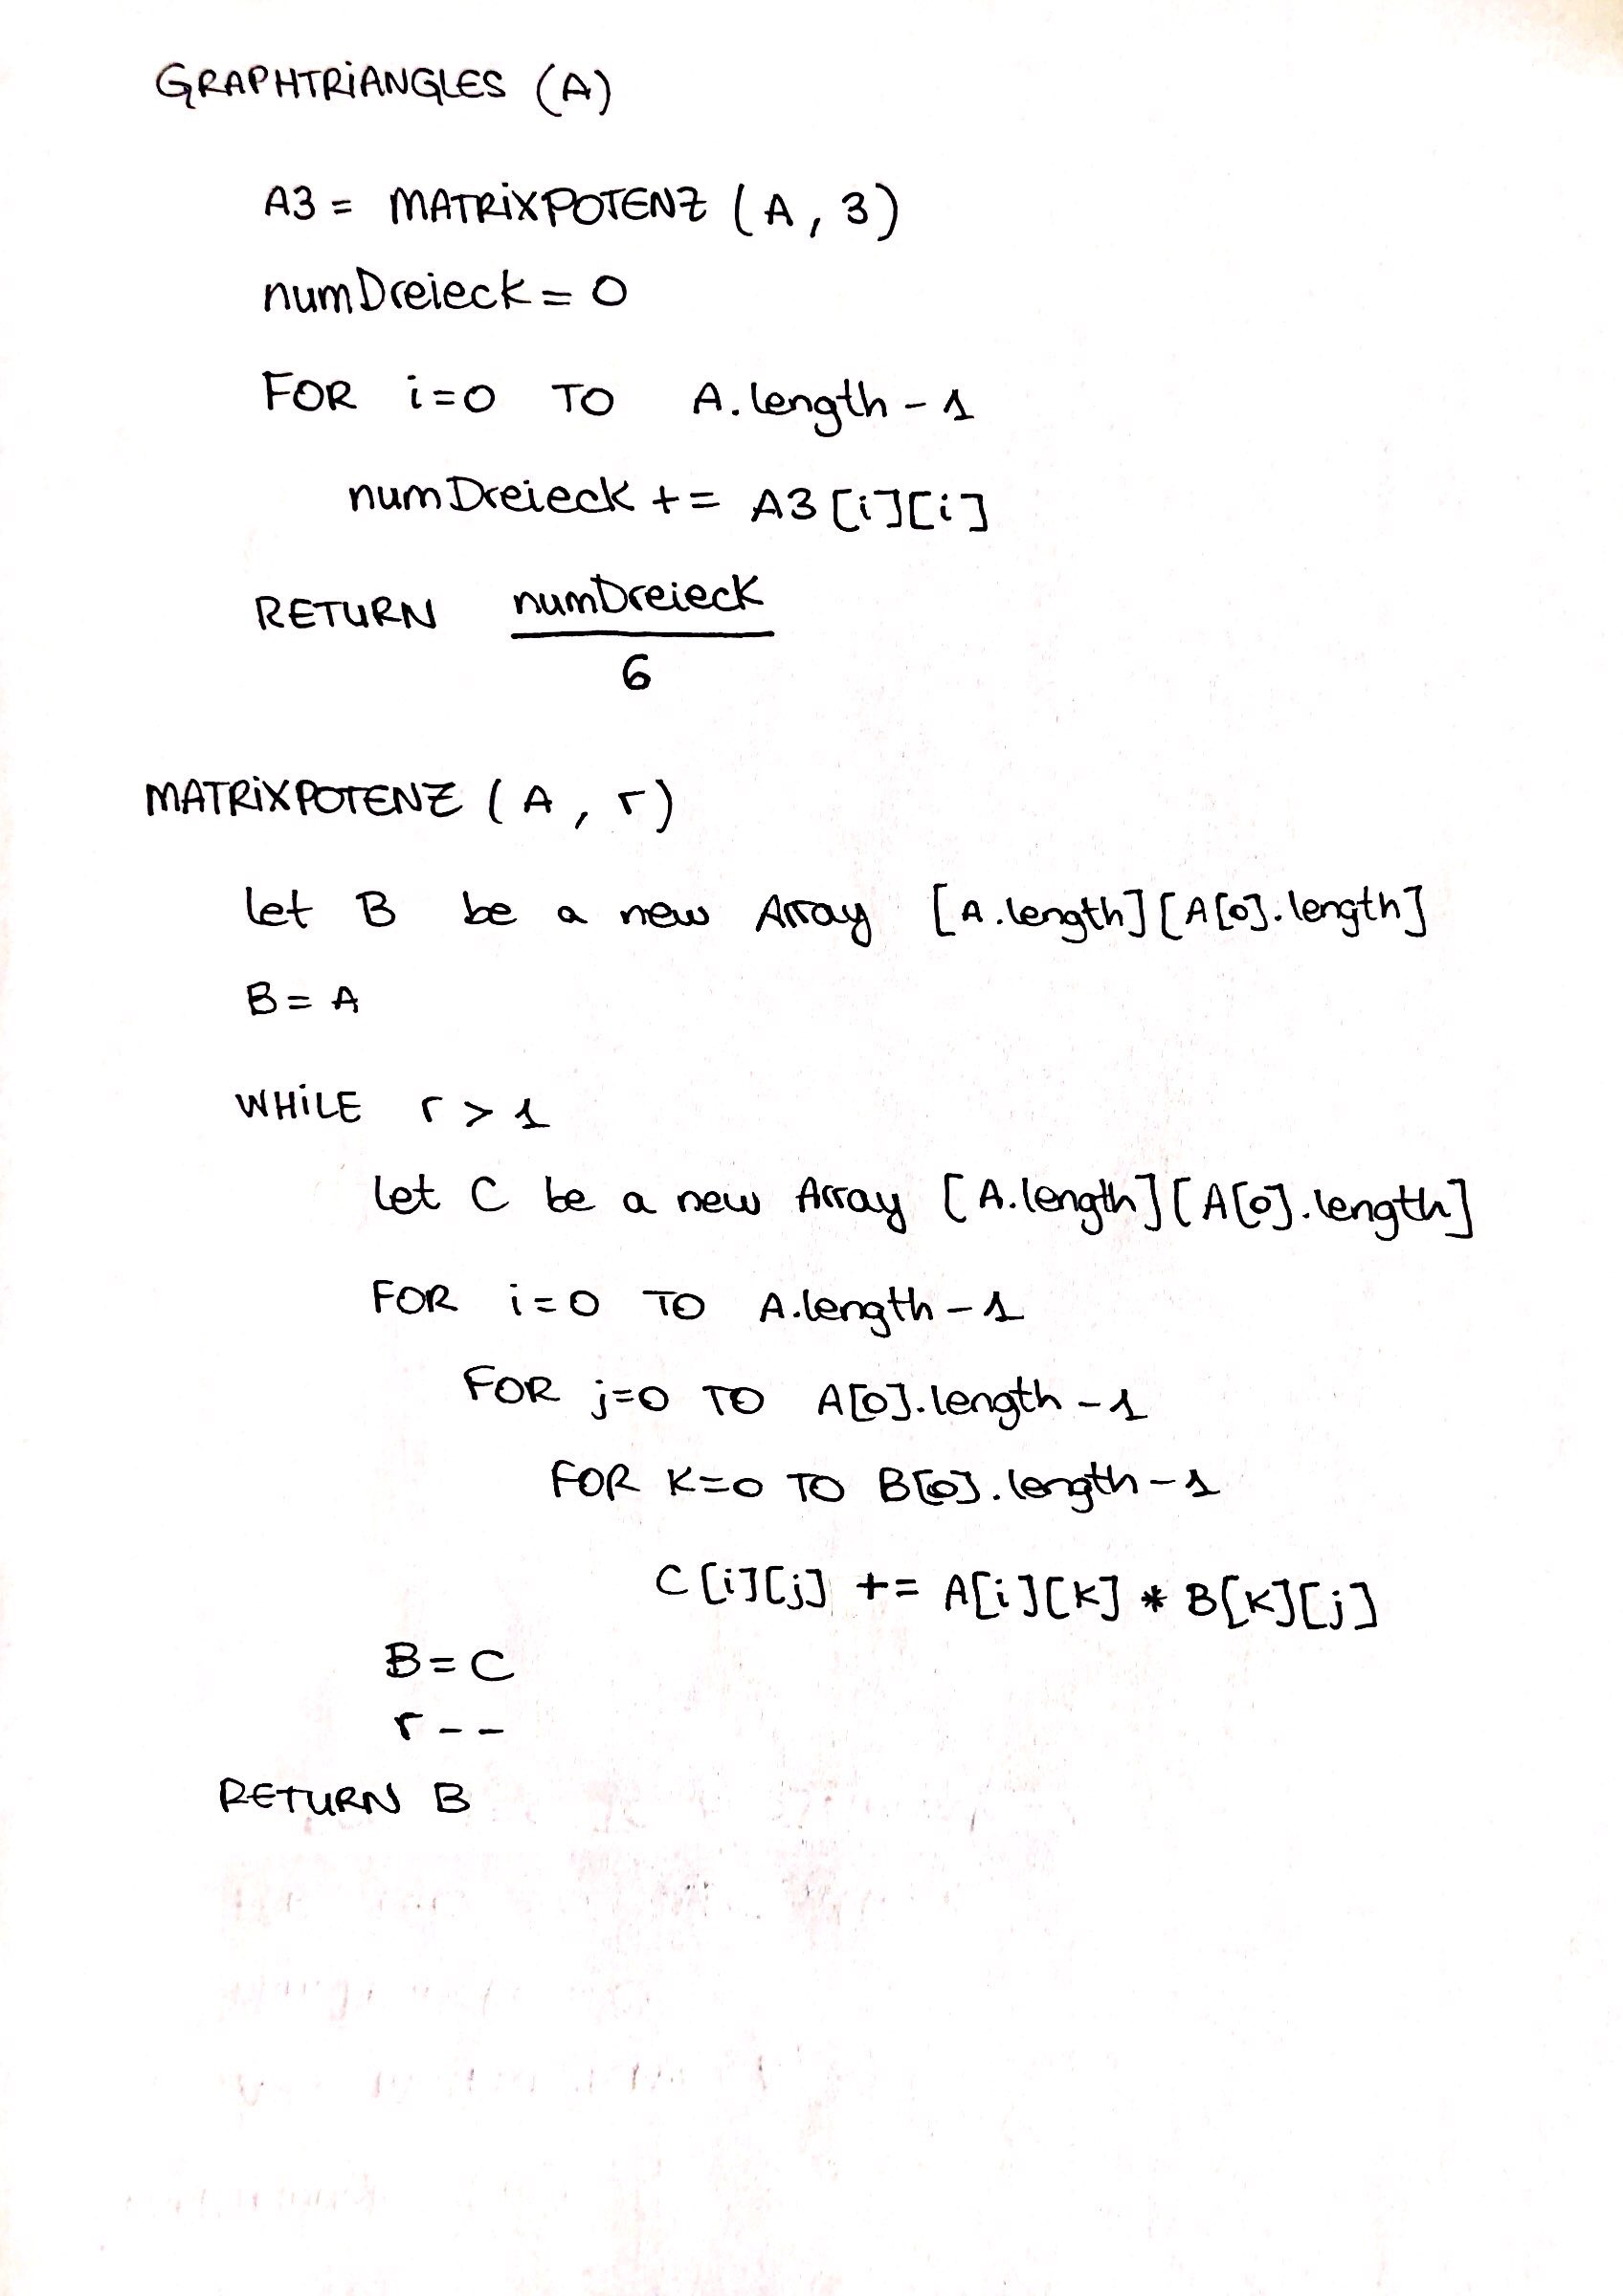 GRAPHTRiANGLES (A)
A3 = MATRiXPOTENZ (A, 3)
numDreieck = 0
FOR i=0 TO A.length - 1
numDreieck += A3[i][i]
RETURN numDreieck
6
MATRiXPOTENZ (A, r)
let B be a new Array [A.length][A[0].length]
B = A
WHiLE r > 1
let C be a new Array [A.length][A[0].length]
FOR i=0 TO A.length - 1
FOR j=0 TO A[0].length - 1
FOR k=0 TO B[0].length - 1
C[i][j] += A[i][k] * B[k][j]
B = C
r--
RETURN B